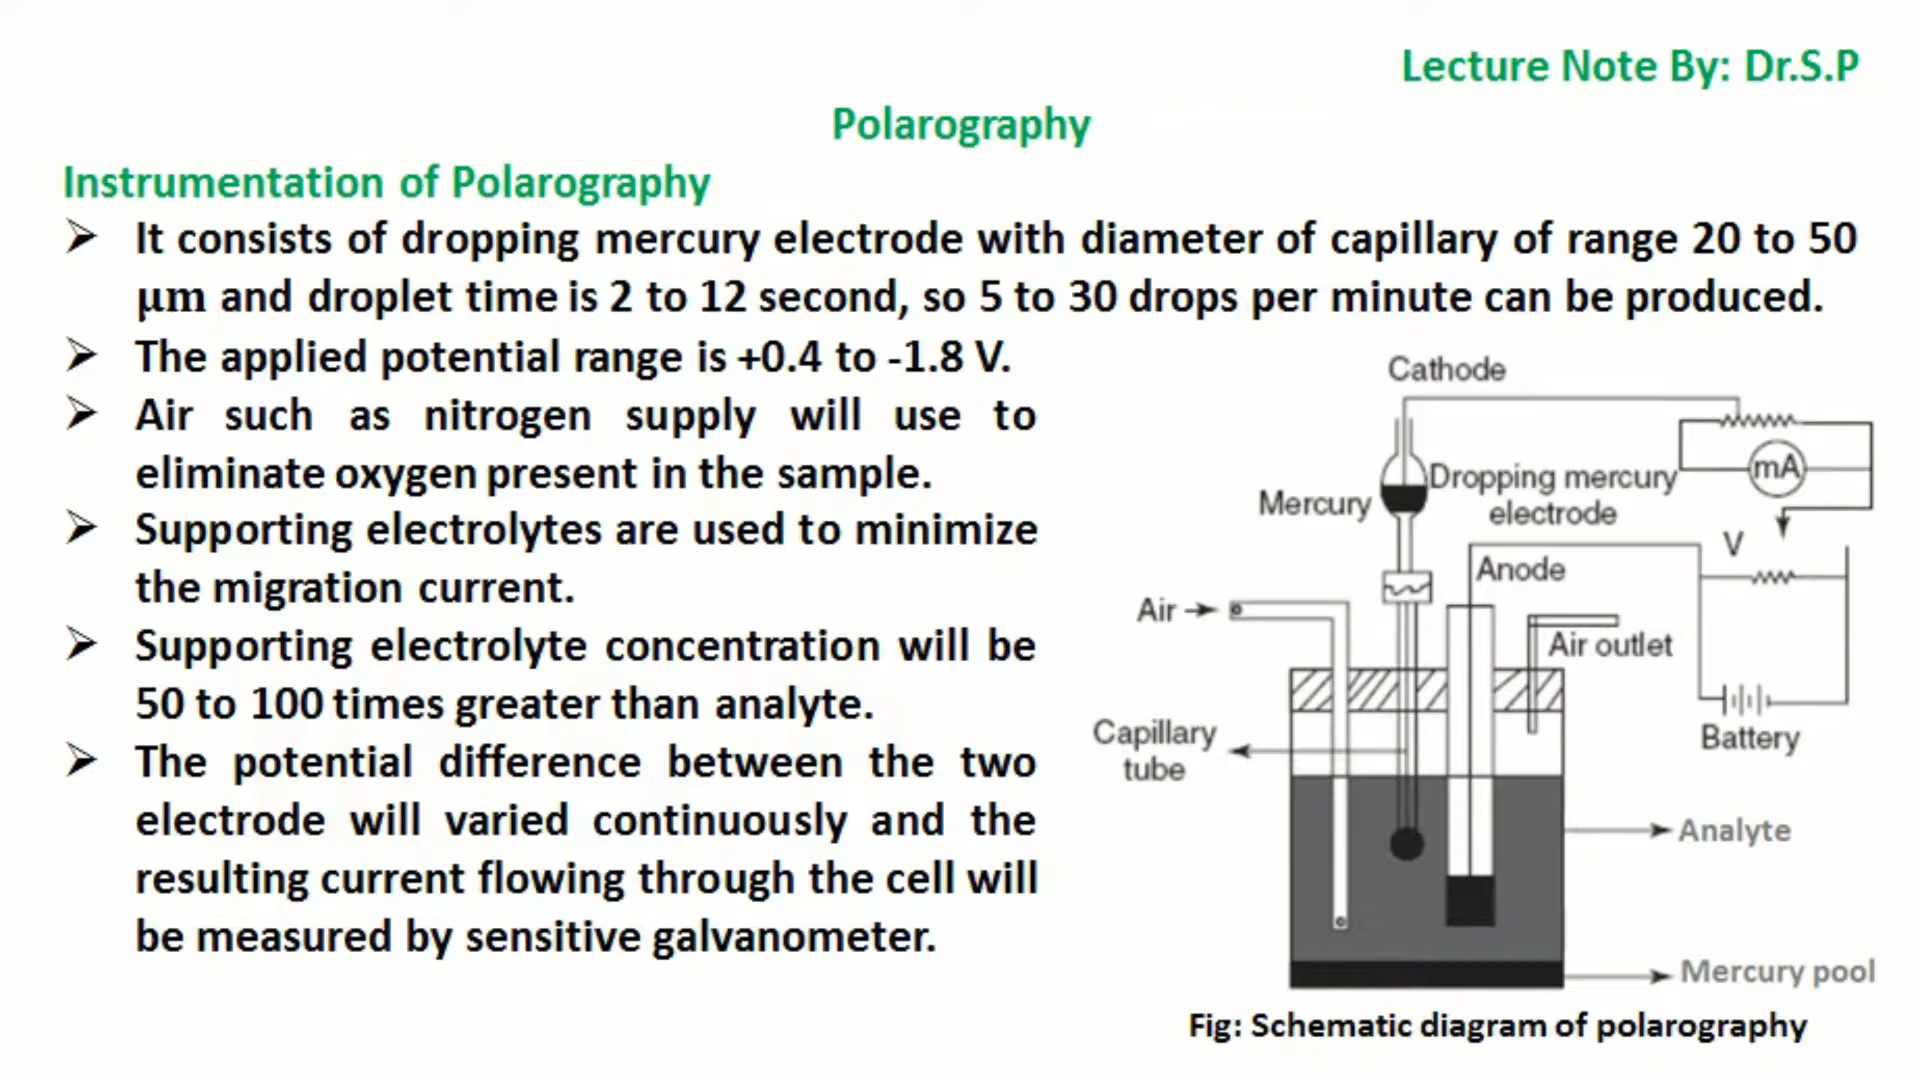 Lecture Note By: Dr.S.P
Polarography
Instrumentation of Polarography
➢ It consists of dropping mercury electrode with diameter of capillary of range 20 to 50
μm and droplet time is 2 to 12 second, so 5 to 30 drops per minute can be produced.
➢ The applied potential range is +0.4 to -1.8 V.
➢ Air such as nitrogen supply will use to
eliminate oxygen present in the sample.
➢ Supporting electrolytes are used to minimize
the migration current.
➢ Supporting electrolyte concentration will be
50 to 100 times greater than analyte.
➢ The potential difference between the two
electrode will varied continuously and the
resulting current flowing through the cell will
be measured by sensitive galvanometer.
Cathode
mA
Dropping mercury
electrode
Mercury
V
Anode
Air
Air outlet
Capillary
tube
Battery
Analyte
Mercury pool
Fig: Schematic diagram of polarography